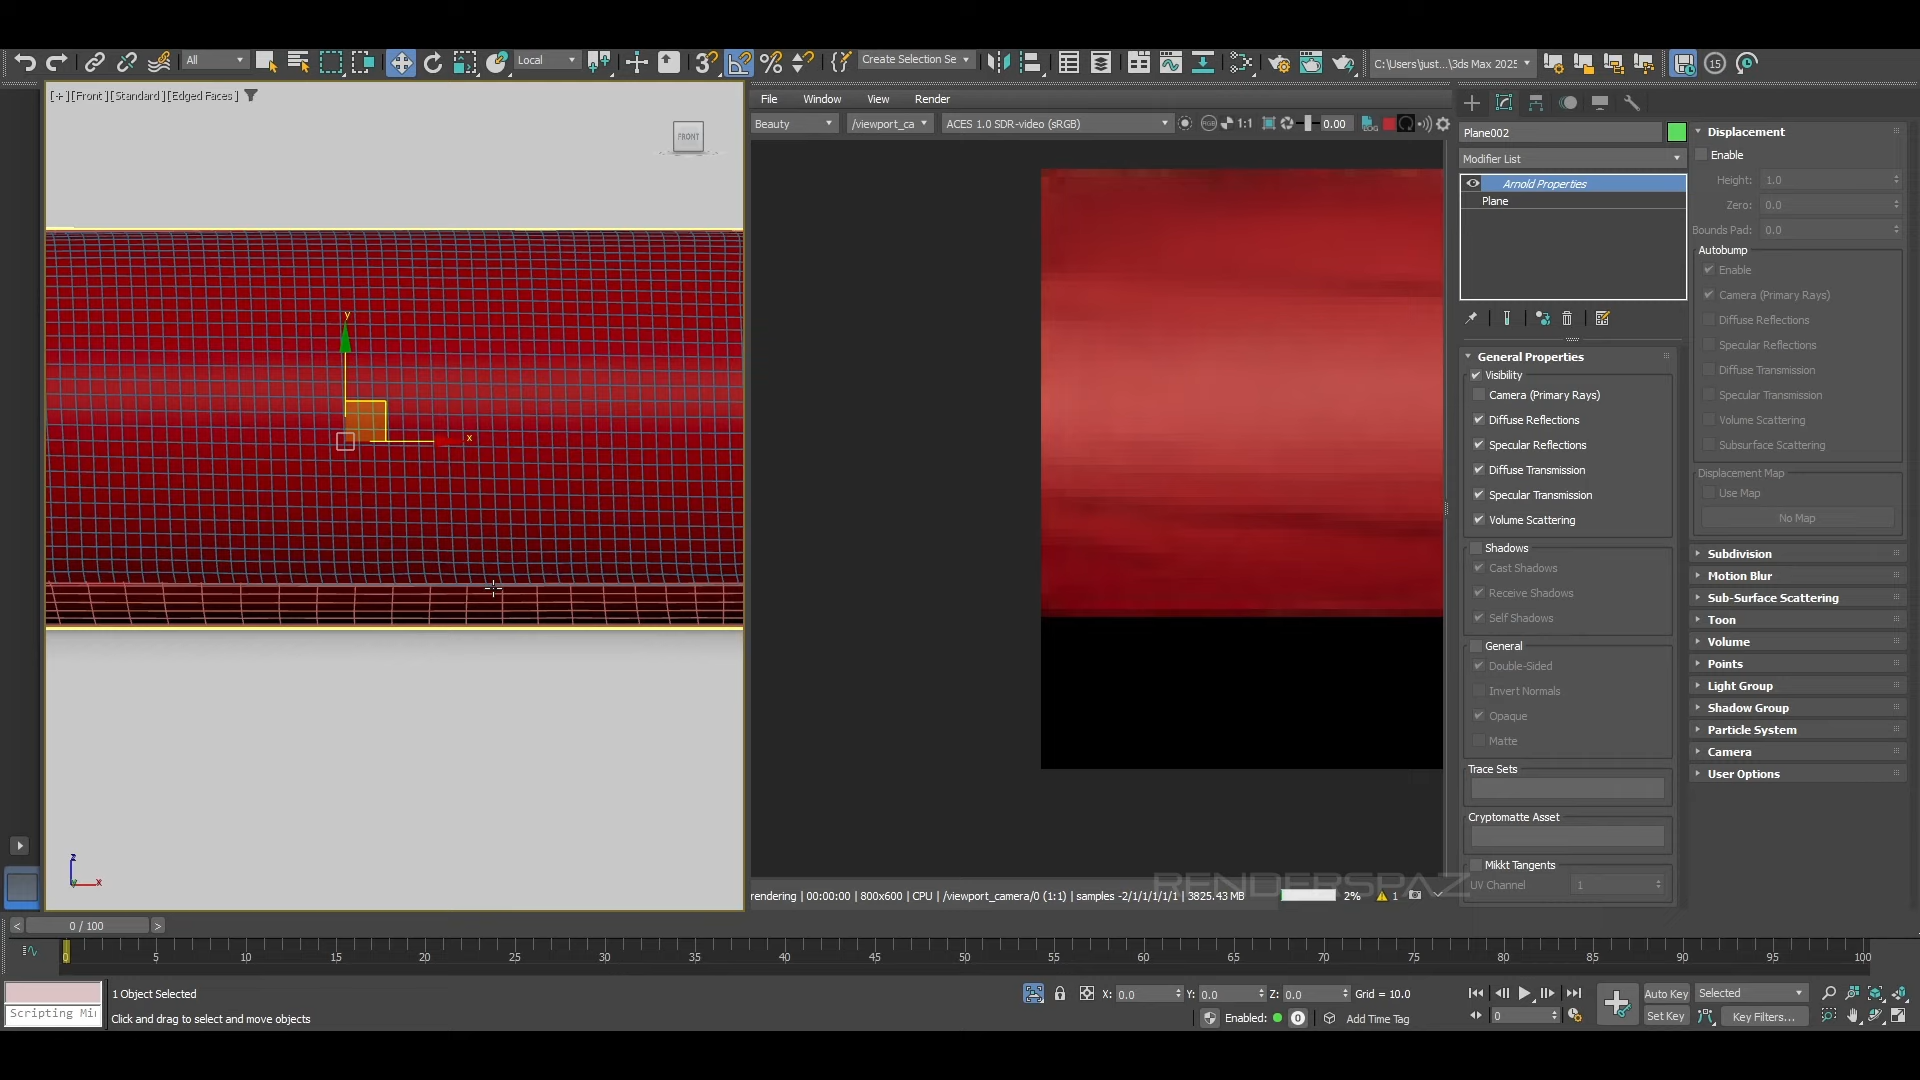 All
Local
3
Create Selection Se
C:\Users\just...\3ds Max 2025
15
[+][Front][Standard][Edged Faces]
FRONT
y
x
z
x
File Window View Render
Beauty
/viewport_ca
ACES 1.0 SDR-video (sRGB)
RGB
1:1
0.00
LOG
rendering | 00:00:00 | 800x600 | CPU | /viewport_camera/0 (1:1) | samples -2/1/1/1/1/1 | 3825.43 MB
2%
1
RENDERSPAZ
Plane002
Modifier List
Arnold Properties
Plane
General Properties
Visibility
Camera (Primary Rays)
Diffuse Reflections
Specular Reflections
Diffuse Transmission
Specular Transmission
Volume Scattering
Shadows
Cast Shadows
Receive Shadows
Self Shadows
General
Double-Sided
Invert Normals
Opaque
Matte
Trace Sets
Cryptomatte Asset
Mikkt Tangents
UV Channel 1
Displacement
Enable
Height: 1.0
Zero: 0.0
Bounds Pad: 0.0
Autobump
Enable
Camera (Primary Rays)
Diffuse Reflections
Specular Reflections
Diffuse Transmission
Specular Transmission
Volume Scattering
Subsurface Scattering
Displacement Map
Use Map
No Map
Subdivision
Motion Blur
Sub-Surface Scattering
Toon
Volume
Points
Light Group
Shadow Group
Particle System
Camera
User Options
< 0 / 100 >
0 5 10 15 20 25 30 35 40 45 50 55 60 65 70 75 80 85 90 95 100
Scripting Mi
1 Object Selected
Click and drag to select and move objects
X: 0.0 Y: 0.0 Z: 0.0 Grid = 10.0
Enabled: 0 Add Time Tag
0
Auto Key Selected
Set Key Key Filters...